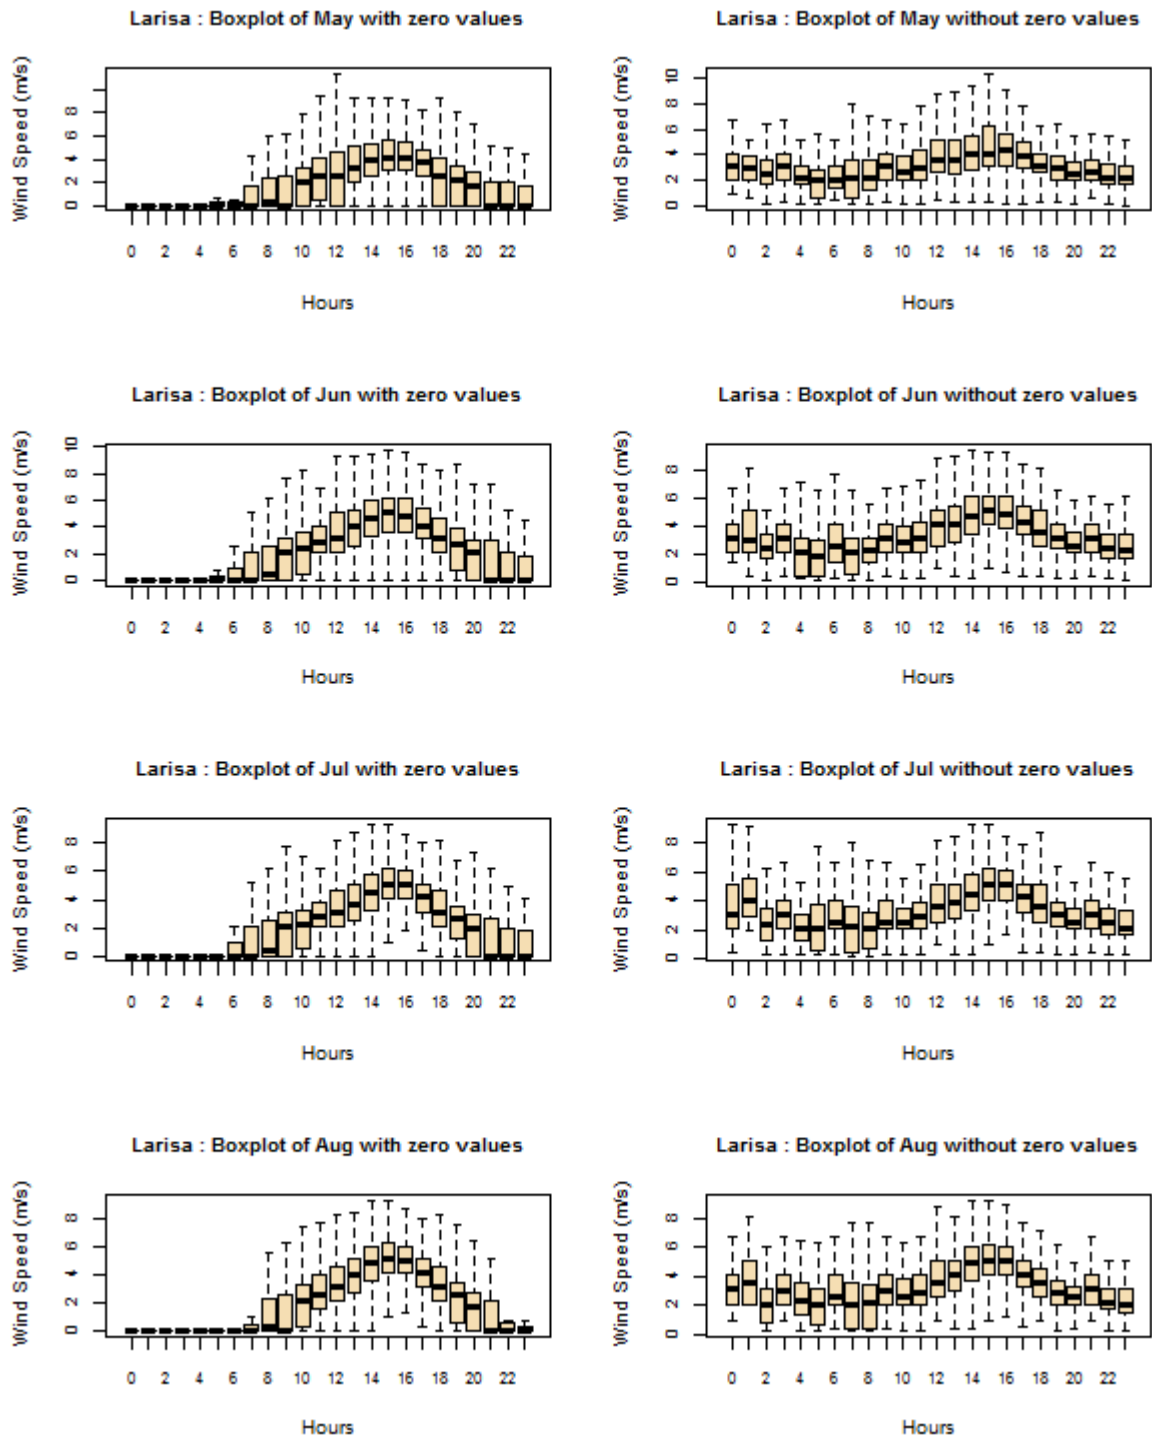 Larisa : Boxplot of May with zero values
Wind Speed (m/s)
0 2 4 6 8
0 2 4 6 8 10 12 14 16 18 20 22
Hours
Larisa : Boxplot of May without zero values
Wind Speed (m/s)
0 2 4 6 8 10
0 2 4 6 8 10 12 14 16 18 20 22
Hours
Larisa : Boxplot of Jun with zero values
Wind Speed (m/s)
0 2 4 6 8 10
0 2 4 6 8 10 12 14 16 18 20 22
Hours
Larisa : Boxplot of Jun without zero values
Wind Speed (m/s)
0 2 4 6 8
0 2 4 6 8 10 12 14 16 18 20 22
Hours
Larisa : Boxplot of Jul with zero values
Wind Speed (m/s)
0 2 4 6 8
0 2 4 6 8 10 12 14 16 18 20 22
Hours
Larisa : Boxplot of Jul without zero values
Wind Speed (m/s)
0 2 4 6 8
0 2 4 6 8 10 12 14 16 18 20 22
Hours
Larisa : Boxplot of Aug with zero values
Wind Speed (m/s)
0 2 4 6 8
0 2 4 6 8 10 12 14 16 18 20 22
Hours
Larisa : Boxplot of Aug without zero values
Wind Speed (m/s)
0 2 4 6 8
0 2 4 6 8 10 12 14 16 18 20 22
Hours